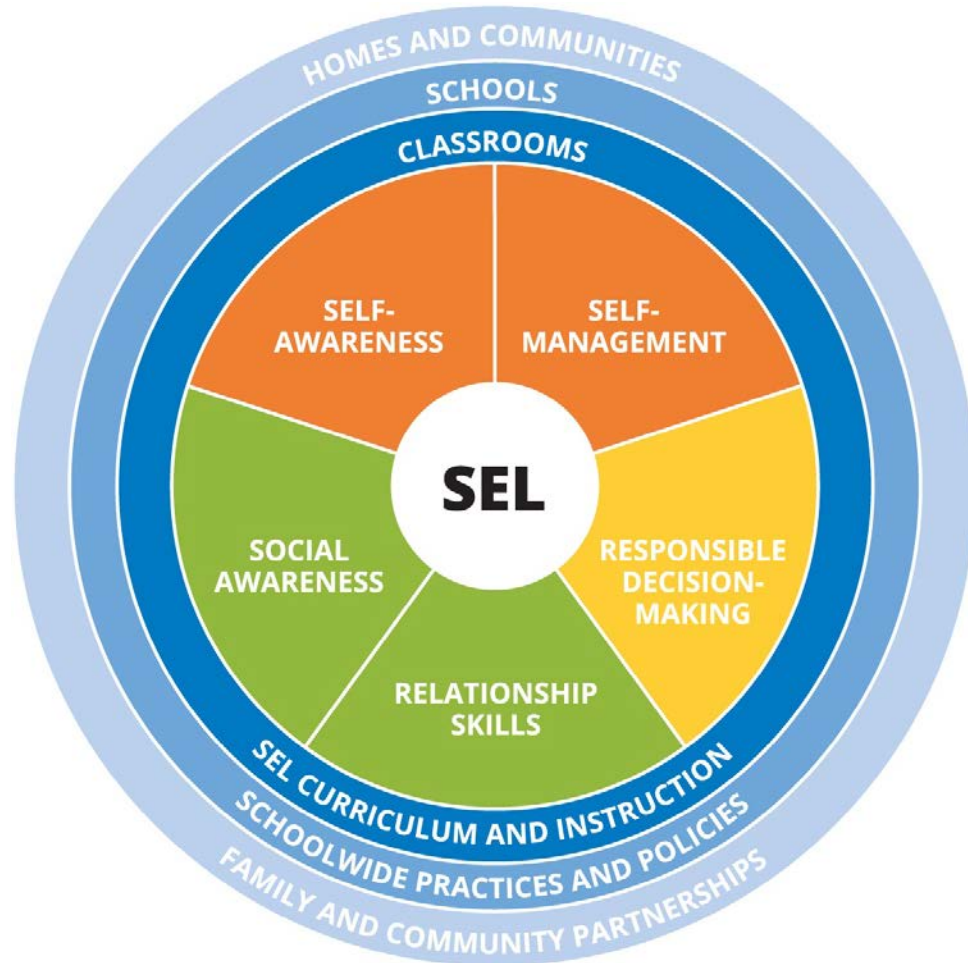 HOMES AND COMMUNITIES
SCHOOLS
CLASSROOMS
SELF-
AWARENESS
SELF-
MANAGEMENT
SEL
SOCIAL
AWARENESS
RESPONSIBLE
DECISION-
MAKING
RELATIONSHIP
SKILLS
SEL CURRICULUM AND INSTRUCTION
SCHOOLWIDE PRACTICES AND POLICIES
FAMILY AND COMMUNITY PARTNERSHIPS